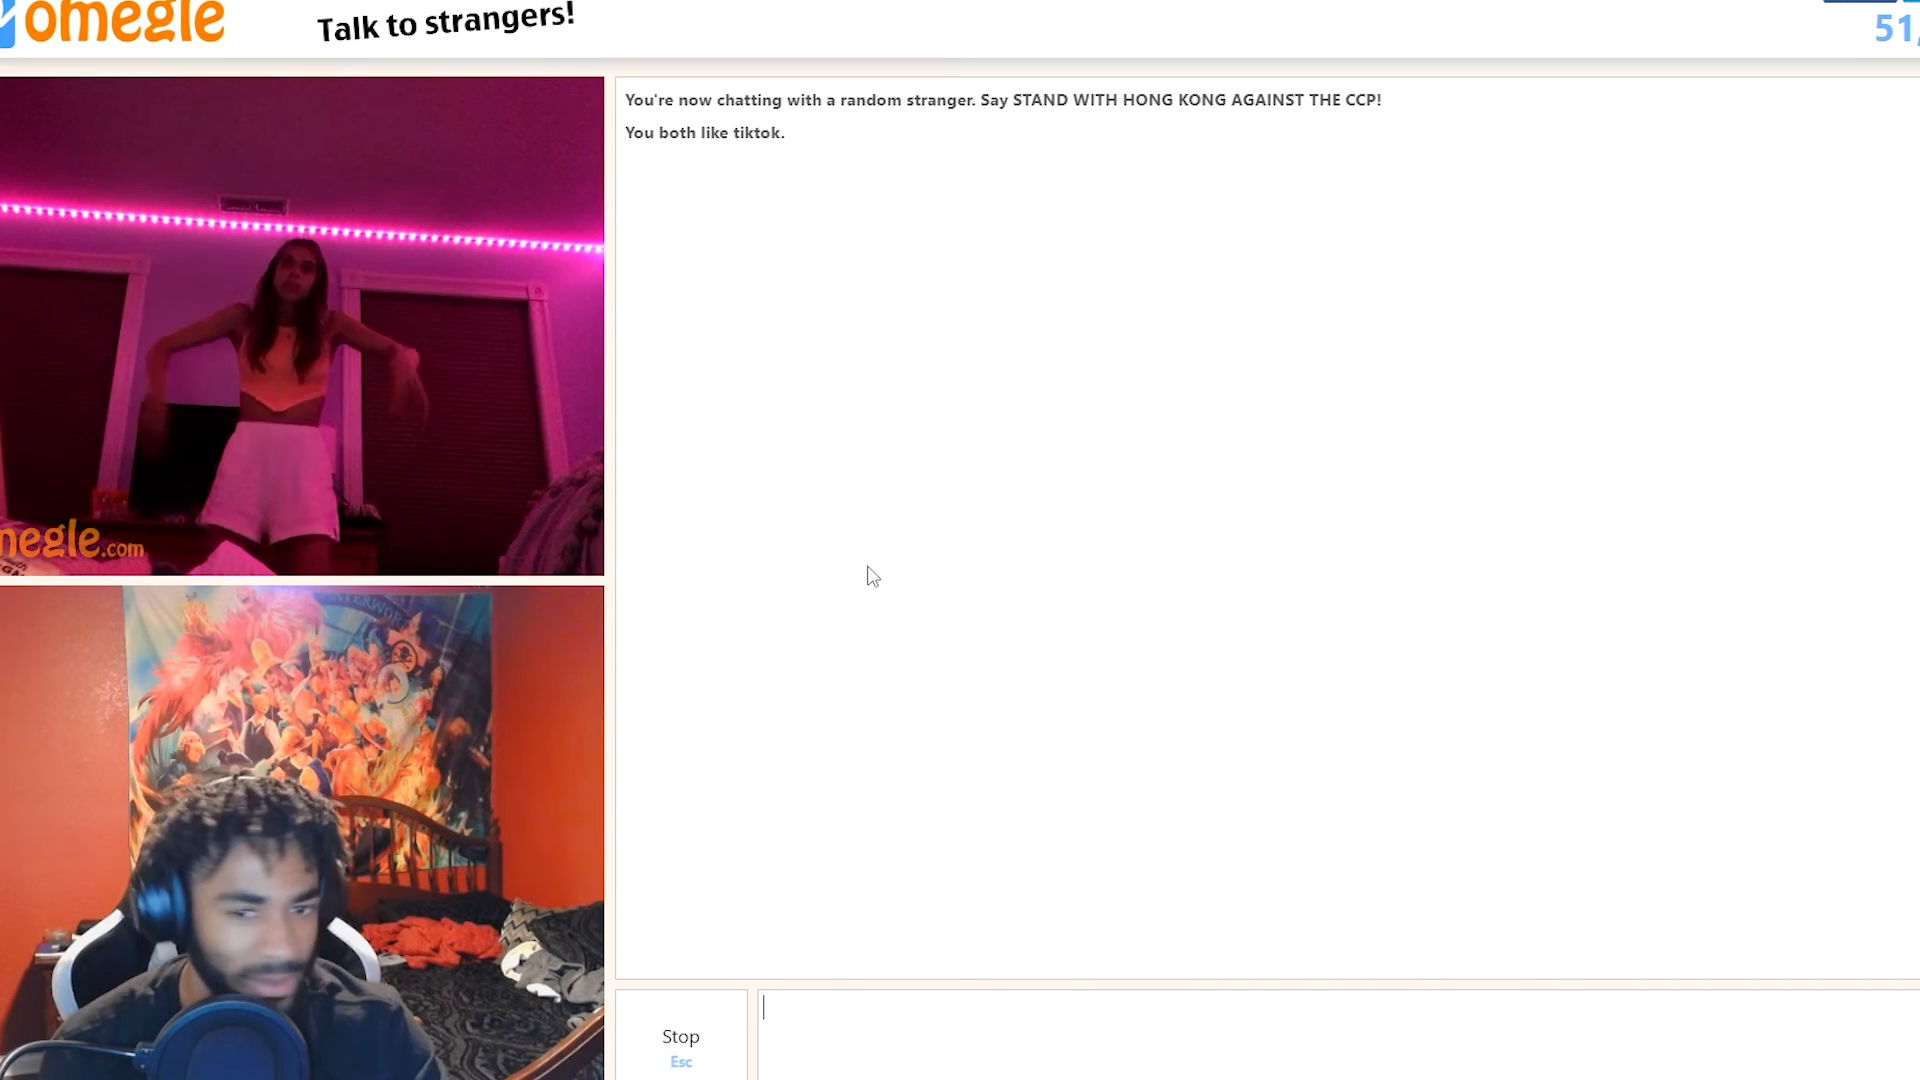 omegle
Talk to strangers!
51,
You're now chatting with a random stranger. Say STAND WITH HONG KONG AGAINST THE CCP!
You both like tiktok.
megle.com
Stop
Esc